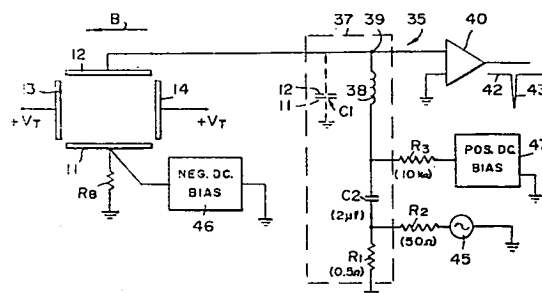 B
37 39 35 40
12
13 14
12
11 C1
38
42 43
+VT +VT
11
R3
(10kΩ)
POS. DC. BIAS
47
RB
NEG. DC. BIAS
46
C2
(2µf)
R2
(50Ω)
45
R1
(0.5Ω)